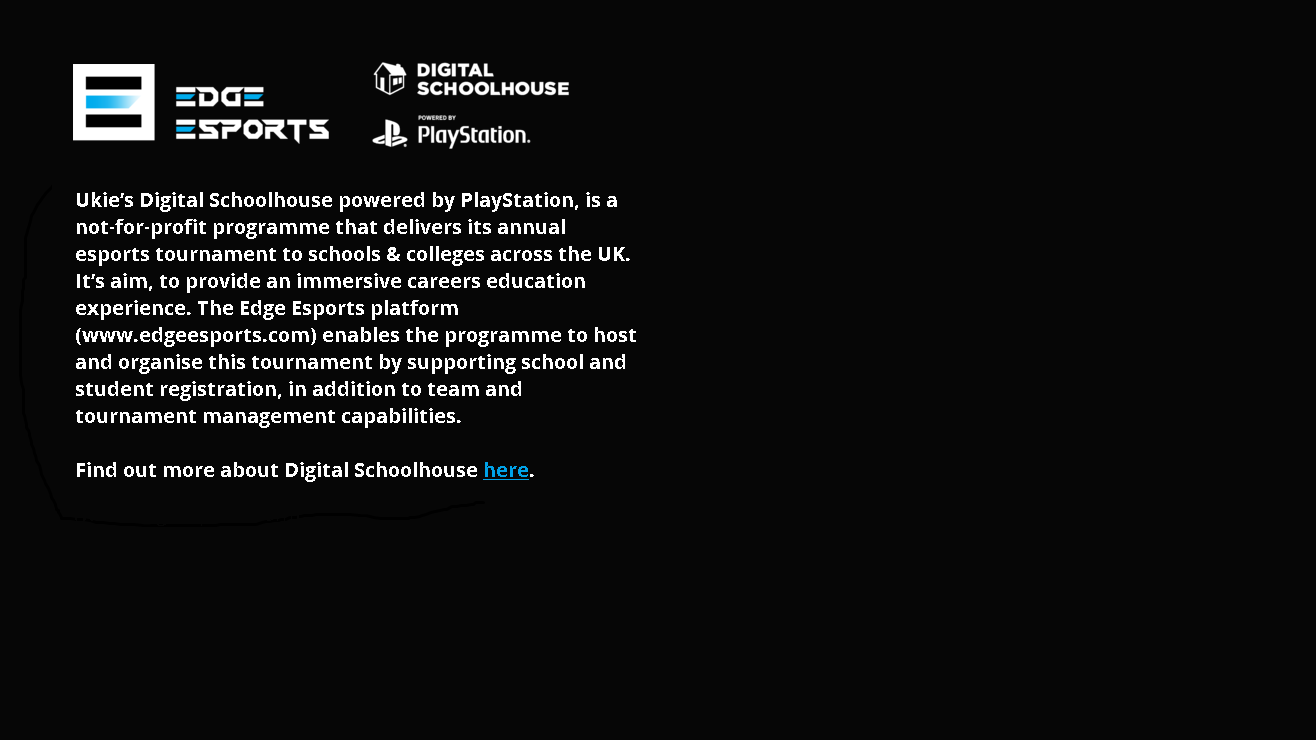 EDGE
ESPORTS
DIGITAL
SCHOOLHOUSE
POWERED BY
PlayStation.
Ukie’s Digital Schoolhouse powered by PlayStation, is a
not-for-profit programme that delivers its annual
esports tournament to schools & colleges across the UK.
It’s aim, to provide an immersive careers education
experience. The Edge Esports platform
(www.edgeesports.com) enables the programme to host
and organise this tournament by supporting school and
student registration, in addition to team and
tournament management capabilities.
Find out more about Digital Schoolhouse here.